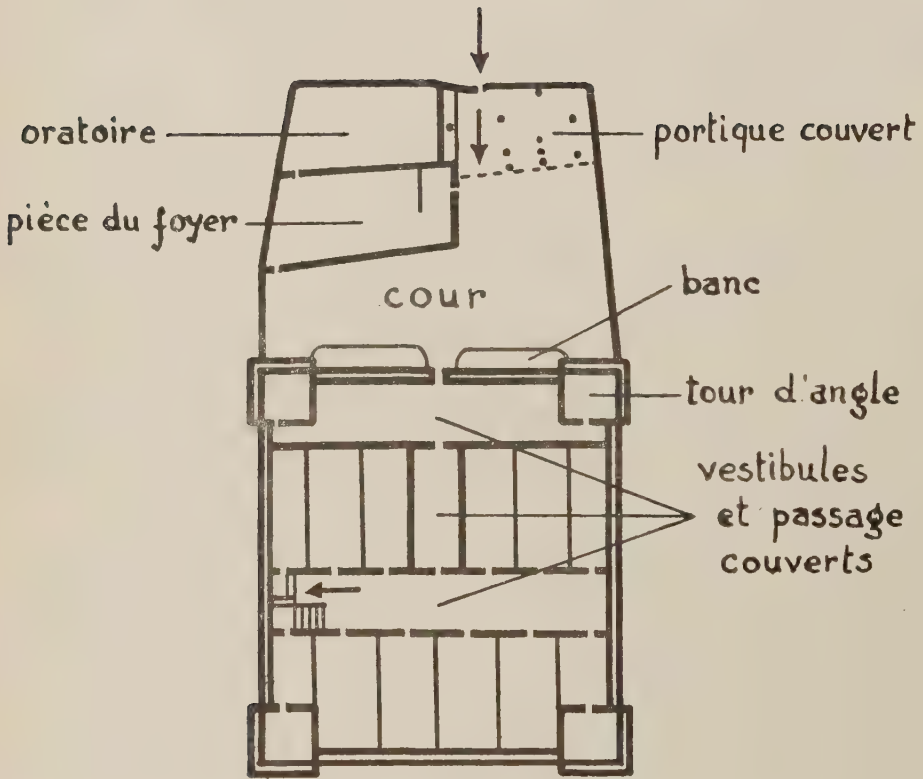 oratoire
portique couvert
pièce du foyer
cour
banc
tour d'angle
vestibules
et passage
couverts